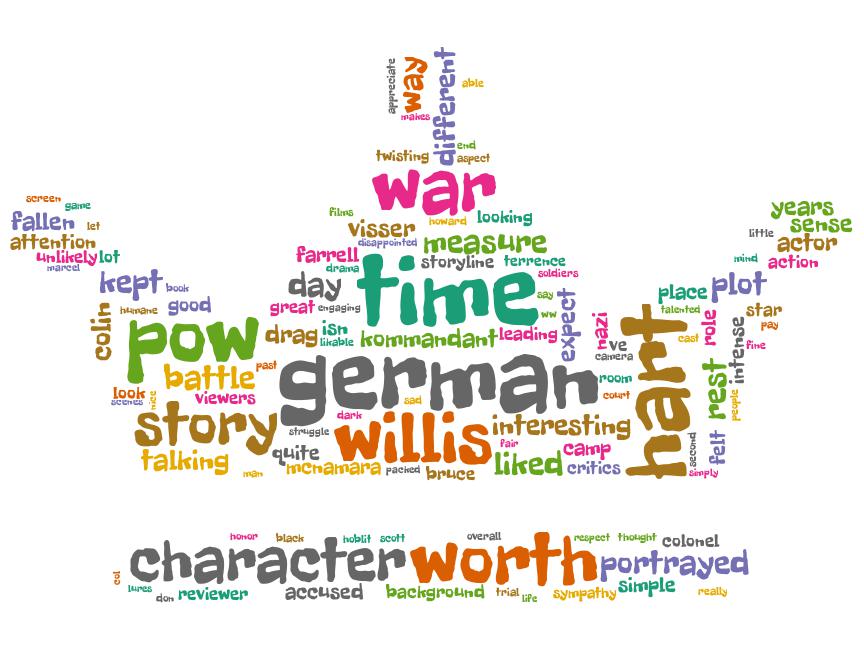 appreciate
way
different
able
makes
end
twisting
aspect
war
screen
game
fallen
let
attention
unlikely
lot
marcel
films
howard
looking
visser
disappointed
measure
farrell
storyline
terrence
drama
soldiers
years
sense
little
actor
mind
action
kept
book
humane
good
colin
day
time
great
engaging
say
ww
expect
place
plot
talented
star
pay
cast
role
fine
intense
pow
drag
isn
likable
kommandant
leading
nazi
ve
camera
hart
battle
past
german
room
court
rest
people
look
scenes
nice
viewers
dark
sad
story
struggle
willis
interesting
fair
second
felt
talking
man
quite
mcnamara
packed
bruce
liked
camp
critics
simply
honor
black
hoblit
scott
overall
respect
thought
colonel
character
worth
portrayed
col
lures
don
reviewer
accused
background
trial
life
sympathy
simple
really